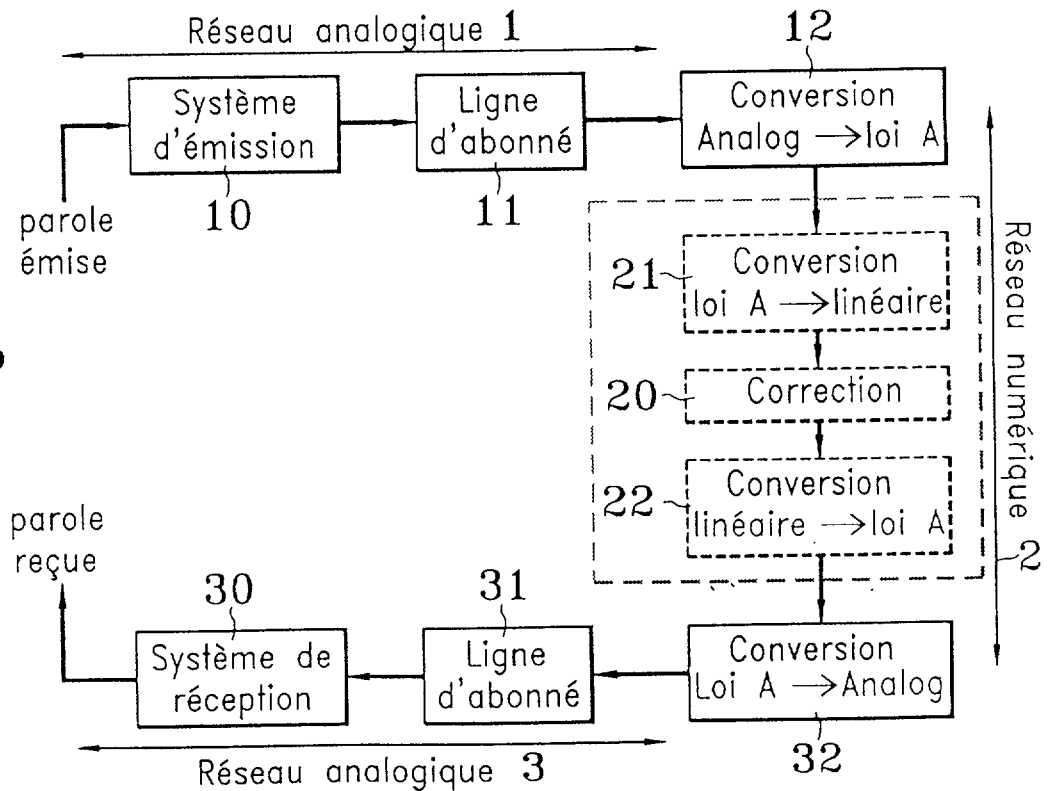 Réseau analogique 1
12
Système
d'émission
Ligne
d'abonné
Conversion
Analog → loi A
10
11
parole
émise
21
Conversion
loi A → linéaire
20
Correction
22
Conversion
linéaire → loi A
Réseau numérique 2
parole
reçue
30
31
Système de
réception
Ligne
d'abonné
Conversion
Loi A → Analog
32
Réseau analogique 3